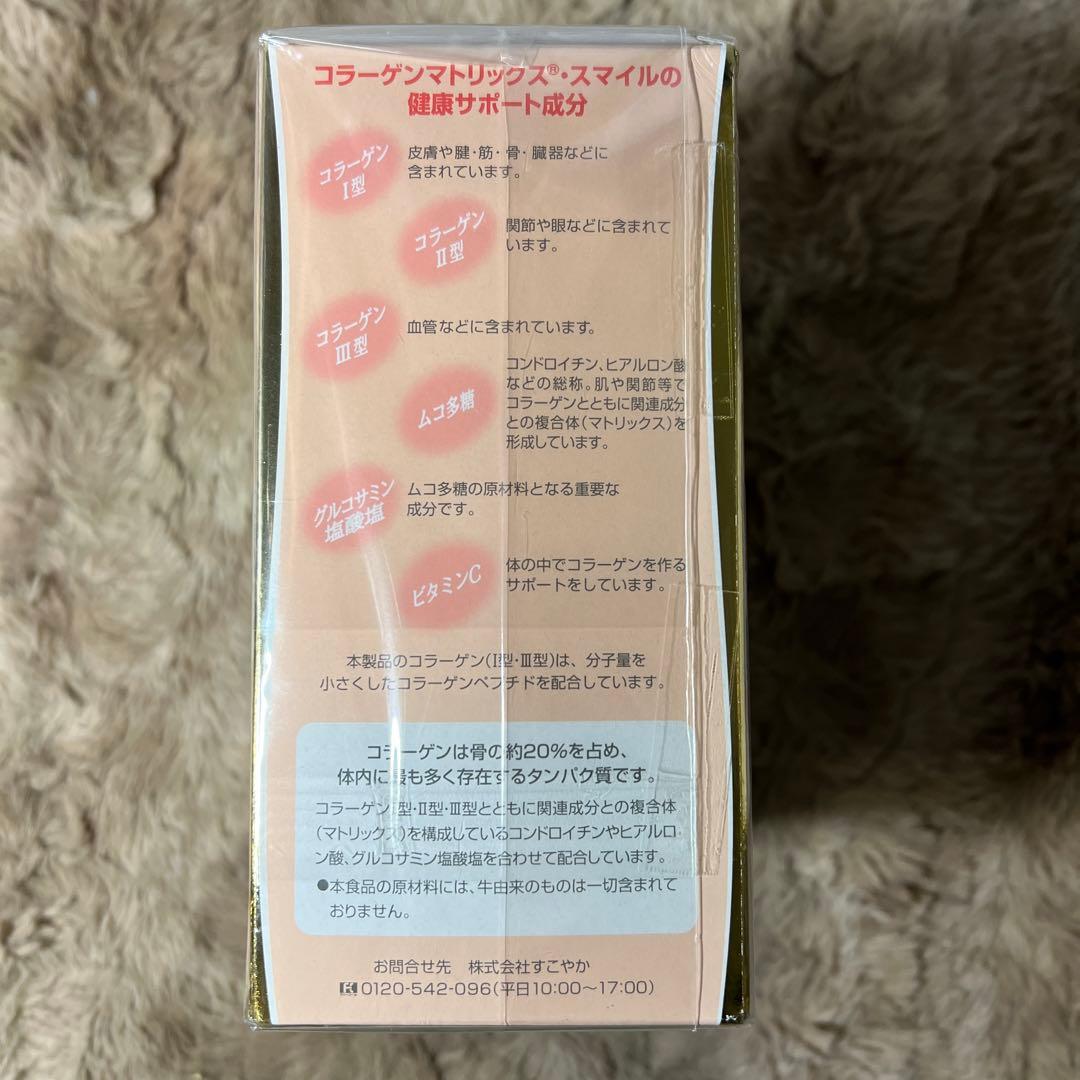 コラーゲンマトリックス®・スマイルの
健康サポート成分
コラーゲン
I型
皮膚や腱・筋・骨・臓器などに
含まれています。
コラーゲン
II型
関節や眼などに含まれて
います。
コラーゲン
III型
血管などに含まれています。
ムコ多糖
コンドロイチン、ヒアルロン酸
などの総称。肌や関節等で
コラーゲンとともに関連成分
との複合体(マトリックス)を
形成しています。
グルコサミン
塩酸塩
ムコ多糖の原材料となる重要な
成分です。
ビタミンC
体の中でコラーゲンを作る
サポートをしています。
本製品のコラーゲン(I型・III型)は、分子量を
小さくしたコラーゲンペプチドを配合しています。
コラーゲンは骨の約20%を占め、
体内に最も多く存在するタンパク質です。
コラーゲンI型・II型・III型とともに関連成分との複合体
(マトリックス)を構成しているコンドロイチンやヒアルロ
ン酸、グルコサミン塩酸塩を合わせて配合しています。
●本食品の原材料には、牛由来のものは一切含まれて
おりません。
お問合せ先 株式会社すこやか
0120-542-096(平日10:00〜17:00)